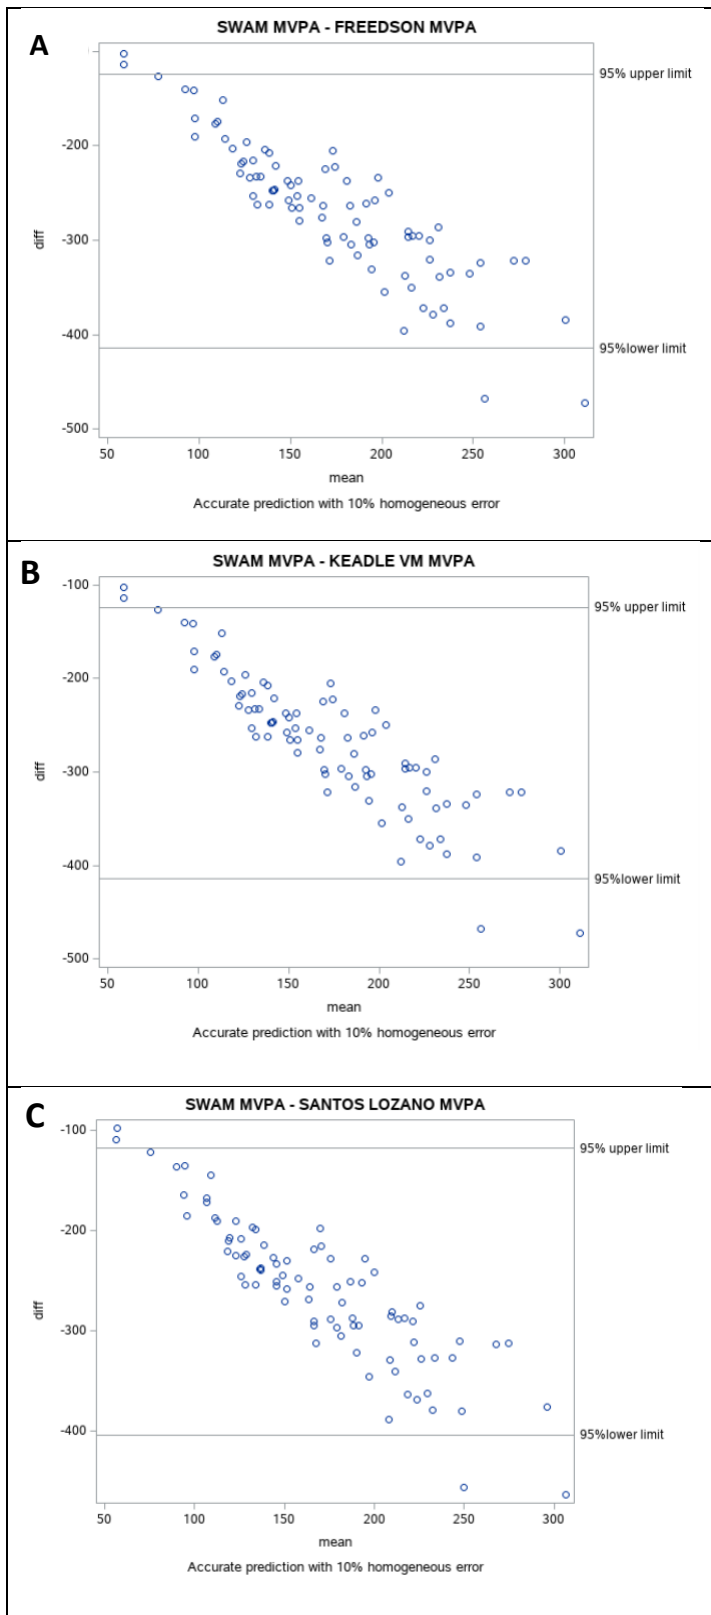 A
SWAM MVPA - FREEDSON MVPA
95% upper limit
-200
diff
-300
-400
95%lower limit
-500
50 100 150 200 250 300
mean
Accurate prediction with 10% homogeneous error
B
SWAM MVPA - KEADLE VM MVPA
-100
95% upper limit
-200
diff
-300
-400
95%lower limit
-500
50 100 150 200 250 300
mean
Accurate prediction with 10% homogeneous error
C
SWAM MVPA - SANTOS LOZANO MVPA
-100
95% upper limit
-200
diff
-300
-400
95%lower limit
50 100 150 200 250 300
mean
Accurate prediction with 10% homogeneous error